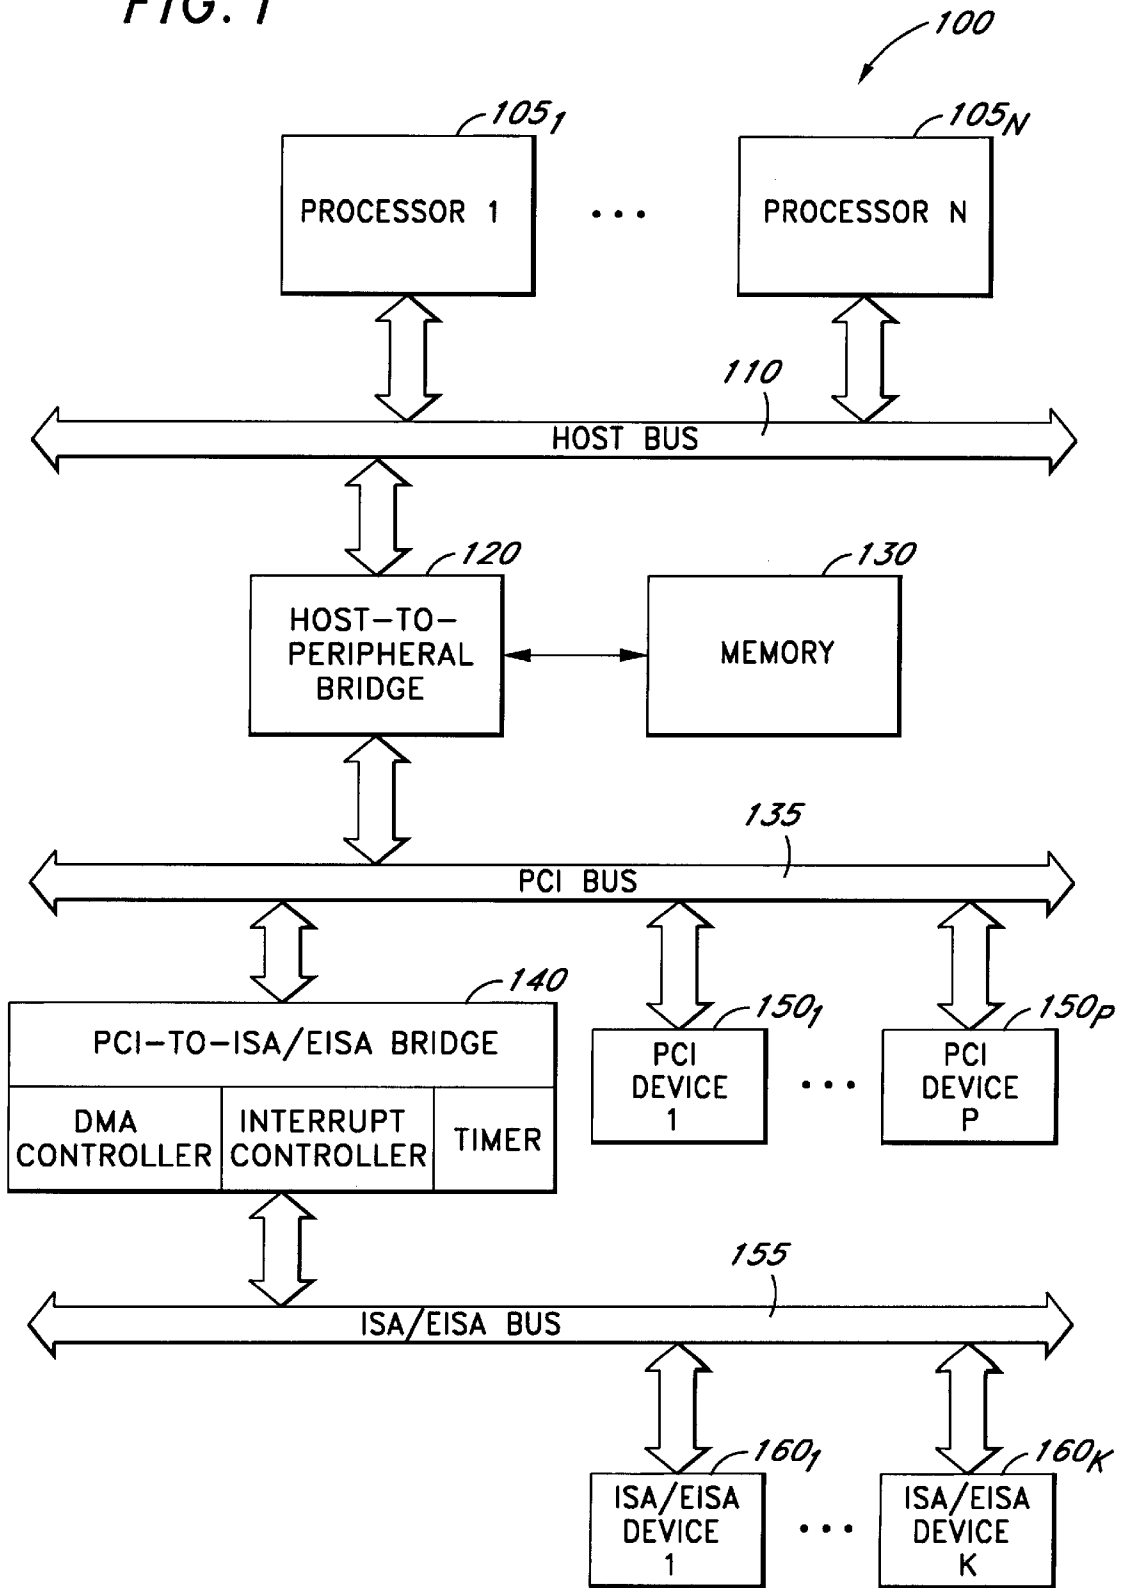 FIG. 1
100
105₁
105N
PROCESSOR 1
...
PROCESSOR N
110
HOST BUS
120
130
HOST-TO-
PERIPHERAL
BRIDGE
MEMORY
135
PCI BUS
140
150₁
150P
PCI-TO-ISA/EISA BRIDGE
DMA
CONTROLLER
INTERRUPT
CONTROLLER
TIMER
PCI
DEVICE
1
...
PCI
DEVICE
P
155
ISA/EISA BUS
160₁
160K
ISA/EISA
DEVICE
1
...
ISA/EISA
DEVICE
K